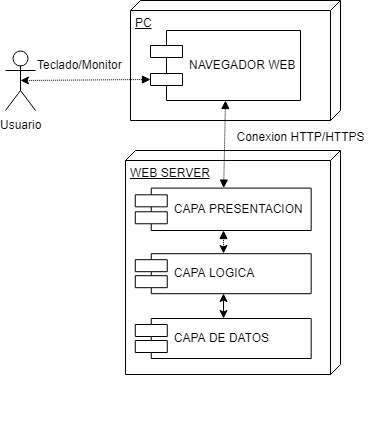 PC
Teclado/Monitor
NAVEGADOR WEB
Usuario
Conexion HTTP/HTTPS
WEB SERVER
CAPA PRESENTACION
CAPA LOGICA
CAPA DE DATOS